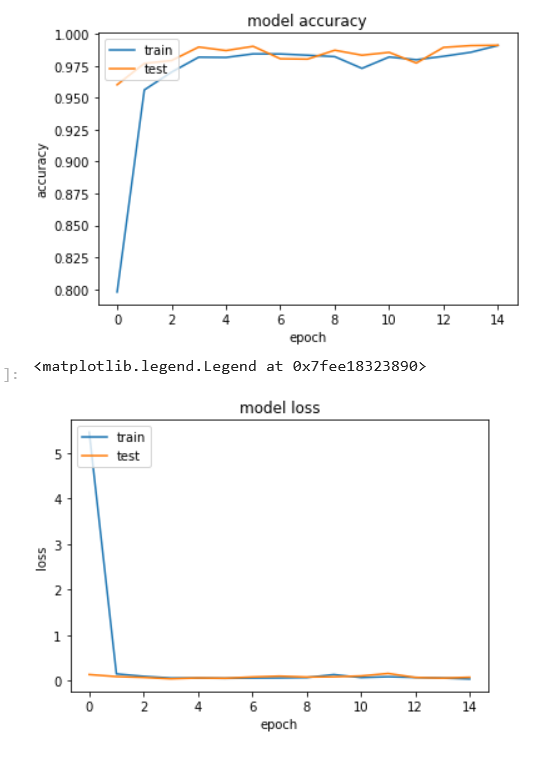 model accuracy
1.000
0.975
0.950
0.925
0.900
0.875
0.850
0.825
0.800
accuracy
train
test
0 2 4 6 8 10 12 14
epoch
]: <matplotlib.legend.Legend at 0x7fee18323890>
model loss
5
4
3
2
1
0
loss
train
test
0 2 4 6 8 10 12 14
epoch